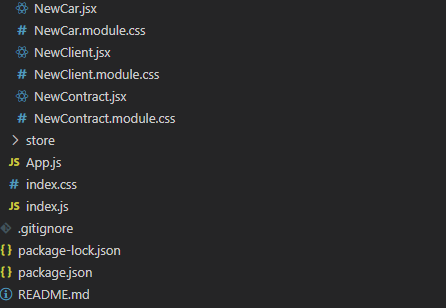 NewCar.jsx
# NewCar.module.css
NewClient.jsx
# NewClient.module.css
NewContract.jsx
# NewContract.module.css
> store
JS App.js
# index.css
JS index.js
.gitignore
{} package-lock.json
{} package.json
README.md